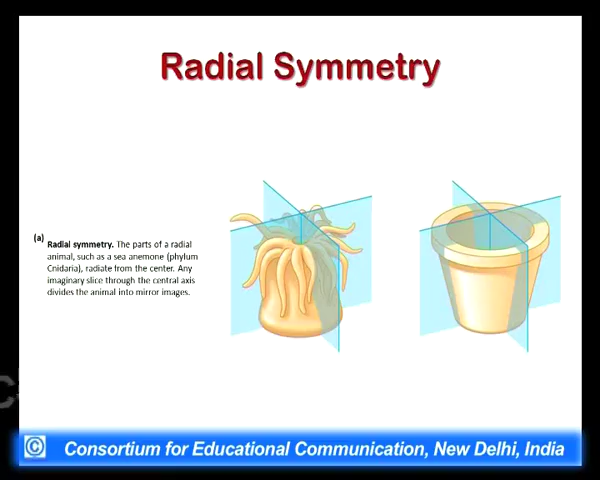 Radial Symmetry
(a)
Radial symmetry. The parts of a radial
animal, such as a sea anemone (phylum
Cnidaria), radiate from the center. Any
imaginary slice through the central axis
divides the animal into mirror images.
© Consortium for Educational Communication, New Delhi, India